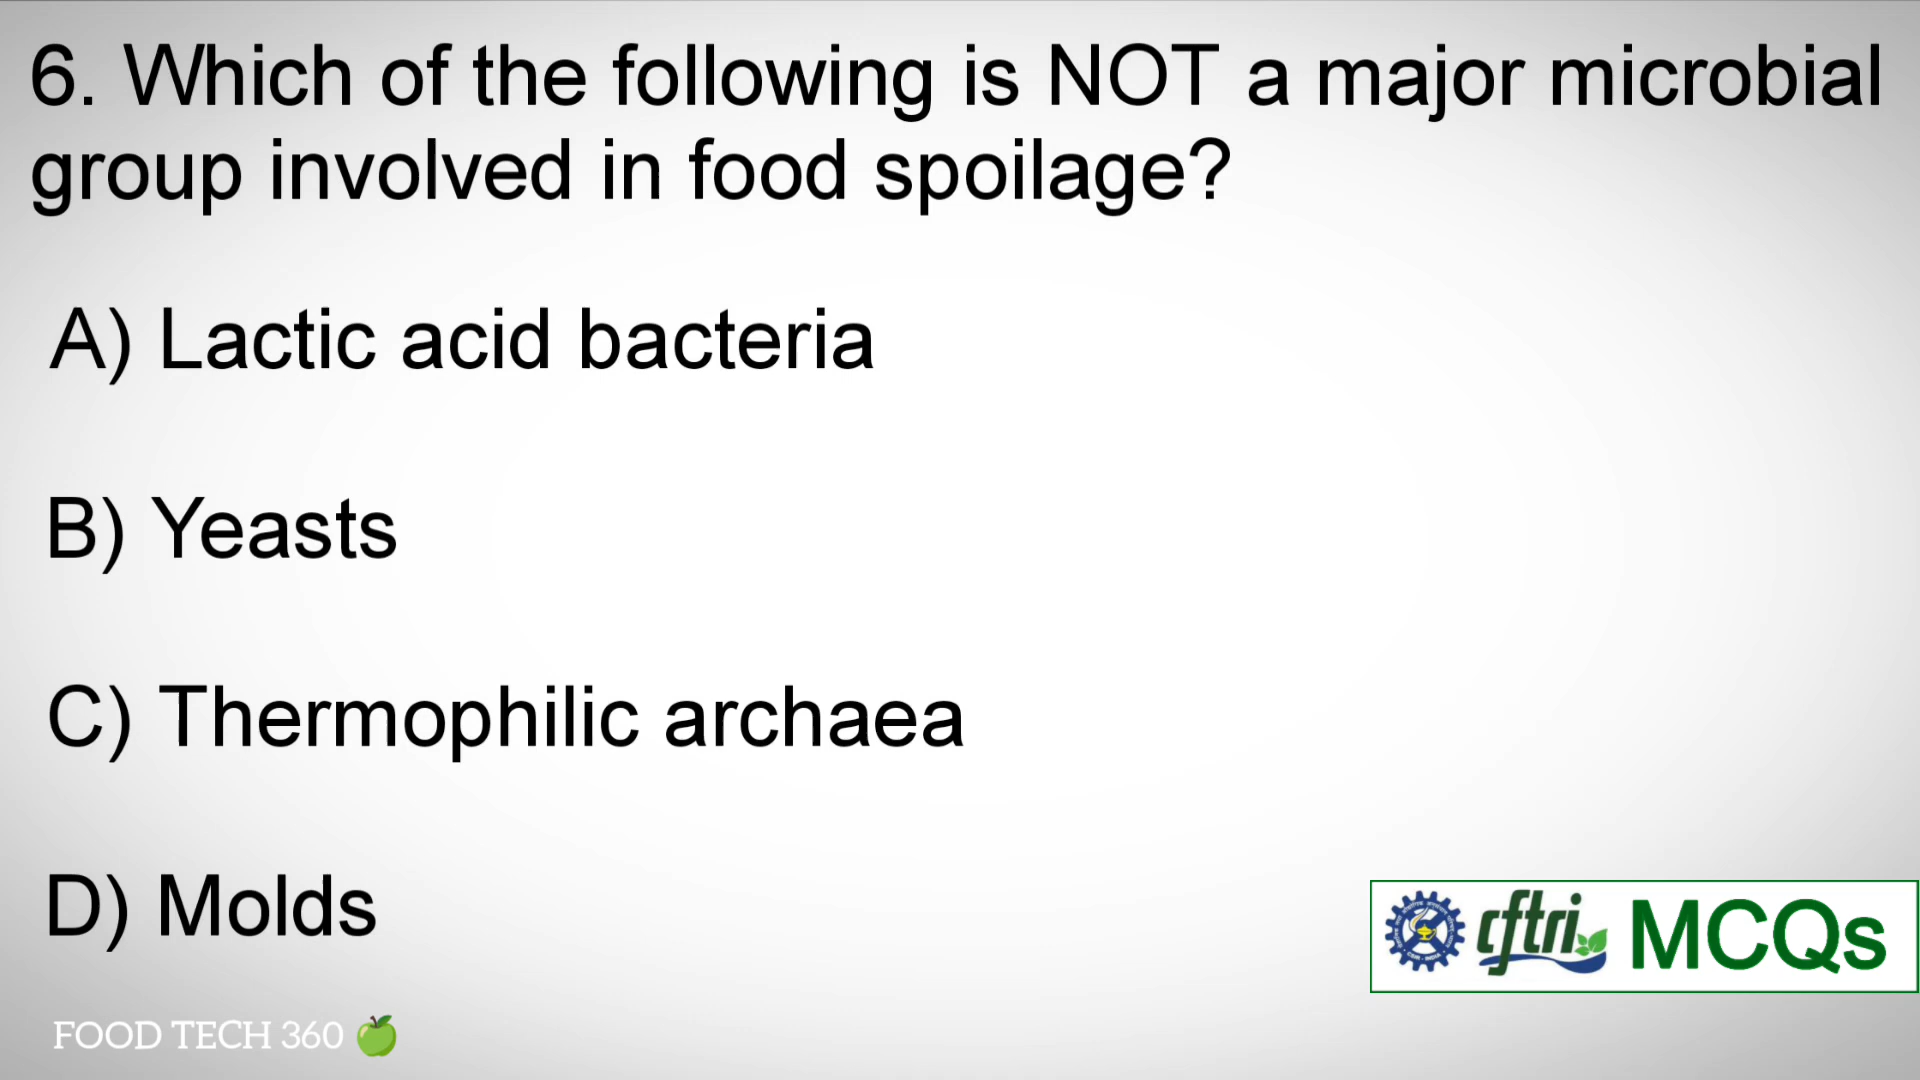 6. Which of the following is NOT a major microbial
group involved in food spoilage?
A) Lactic acid bacteria
B) Yeasts
C) Thermophilic archaea
D) Molds
cftri MCQs
FOOD TECH 360